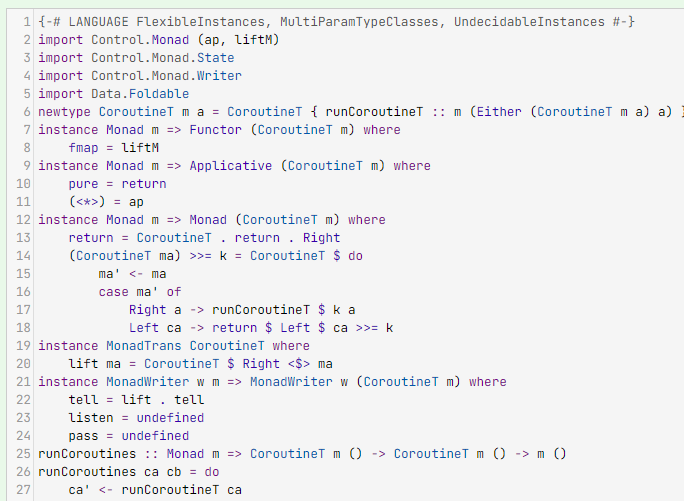 1 {-# LANGUAGE FlexibleInstances, MultiParamTypeClasses, UndecidableInstances #-}
2 import Control.Monad (ap, liftM)
3 import Control.Monad.State
4 import Control.Monad.Writer
5 import Data.Foldable
6 newtype CoroutineT m a = CoroutineT { runCoroutineT :: m (Either (CoroutineT m a) a) }
7 instance Monad m => Functor (CoroutineT m) where
8     fmap = liftM
9 instance Monad m => Applicative (CoroutineT m) where
10     pure = return
11     (<*>) = ap
12 instance Monad m => Monad (CoroutineT m) where
13     return = CoroutineT . return . Right
14     (CoroutineT ma) >>= k = CoroutineT $ do
15         ma' <- ma
16         case ma' of
17             Right a -> runCoroutineT $ k a
18             Left ca -> return $ Left $ ca >>= k
19 instance MonadTrans CoroutineT where
20     lift ma = CoroutineT $ Right <$> ma
21 instance MonadWriter w m => MonadWriter w (CoroutineT m) where
22     tell = lift . tell
23     listen = undefined
24     pass = undefined
25 runCoroutines :: Monad m => CoroutineT m () -> CoroutineT m () -> m ()
26 runCoroutines ca cb = do
27     ca' <- runCoroutineT ca